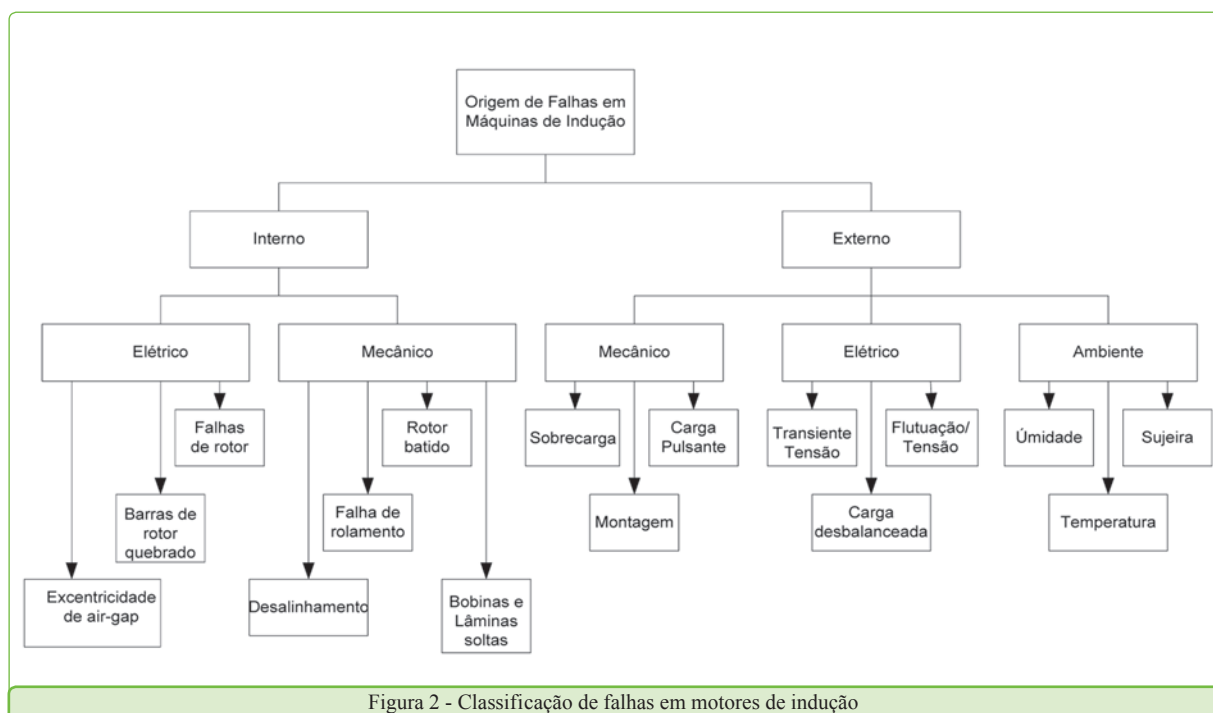 Origem de Falhas em
Máquinas de Indução
Interno
Externo
Elétrico
Mecânico
Mecânico
Elétrico
Ambiente
Falhas
de rotor
Rotor
batido
Sobrecarga
Carga
Pulsante
Transiente
Tensão
Flutuação/
Tensão
Úmidade
Sujeira
Barras de
rotor
quebrado
Falha de
rolamento
Montagem
Carga
desbalanceada
Temperatura
Excentricidade
de air-gap
Desalinhamento
Bobinas e
Lâminas
soltas
Figura 2 - Classificação de falhas em motores de indução